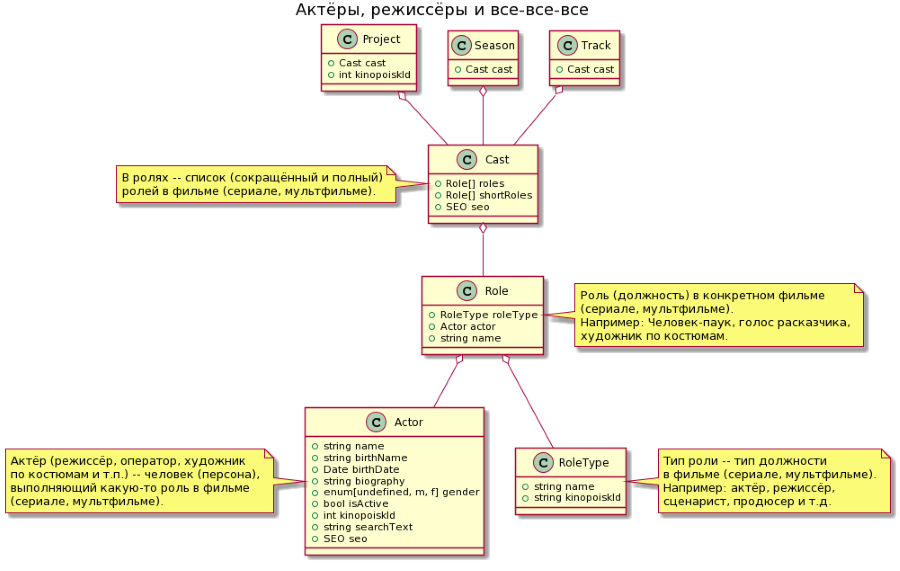 Актёры, режиссёры и все-все-все
C Project
Cast cast
int kinopoiskId
C Season
Cast cast
C Track
Cast cast
В ролях -- список (сокращённый и полный)
ролей в фильме (сериале, мультфильме).
C Cast
Role[] roles
Role[] shortRoles
SEO seo
C Role
RoleType roleType
Actor actor
string name
Роль (должность) в конкретном фильме
(сериале, мультфильме).
Например: Человек-паук, голос расказчика,
художник по костюмам.
Актёр (режиссёр, оператор, художник
по костюмам и т.п.) -- человек (персона),
выполняющий какую-то роль в фильме
(сериале, мультфильме).
C Actor
string name
string birthName
Date birthDate
string biography
enum[undefined, m, f] gender
bool isActive
int kinopoiskId
string searchText
SEO seo
C RoleType
string name
string kinopoiskId
Тип роли -- тип должности
в фильме (сериале, мультфильме).
Например: актёр, режиссёр,
сценарист, продюсер и т.д.